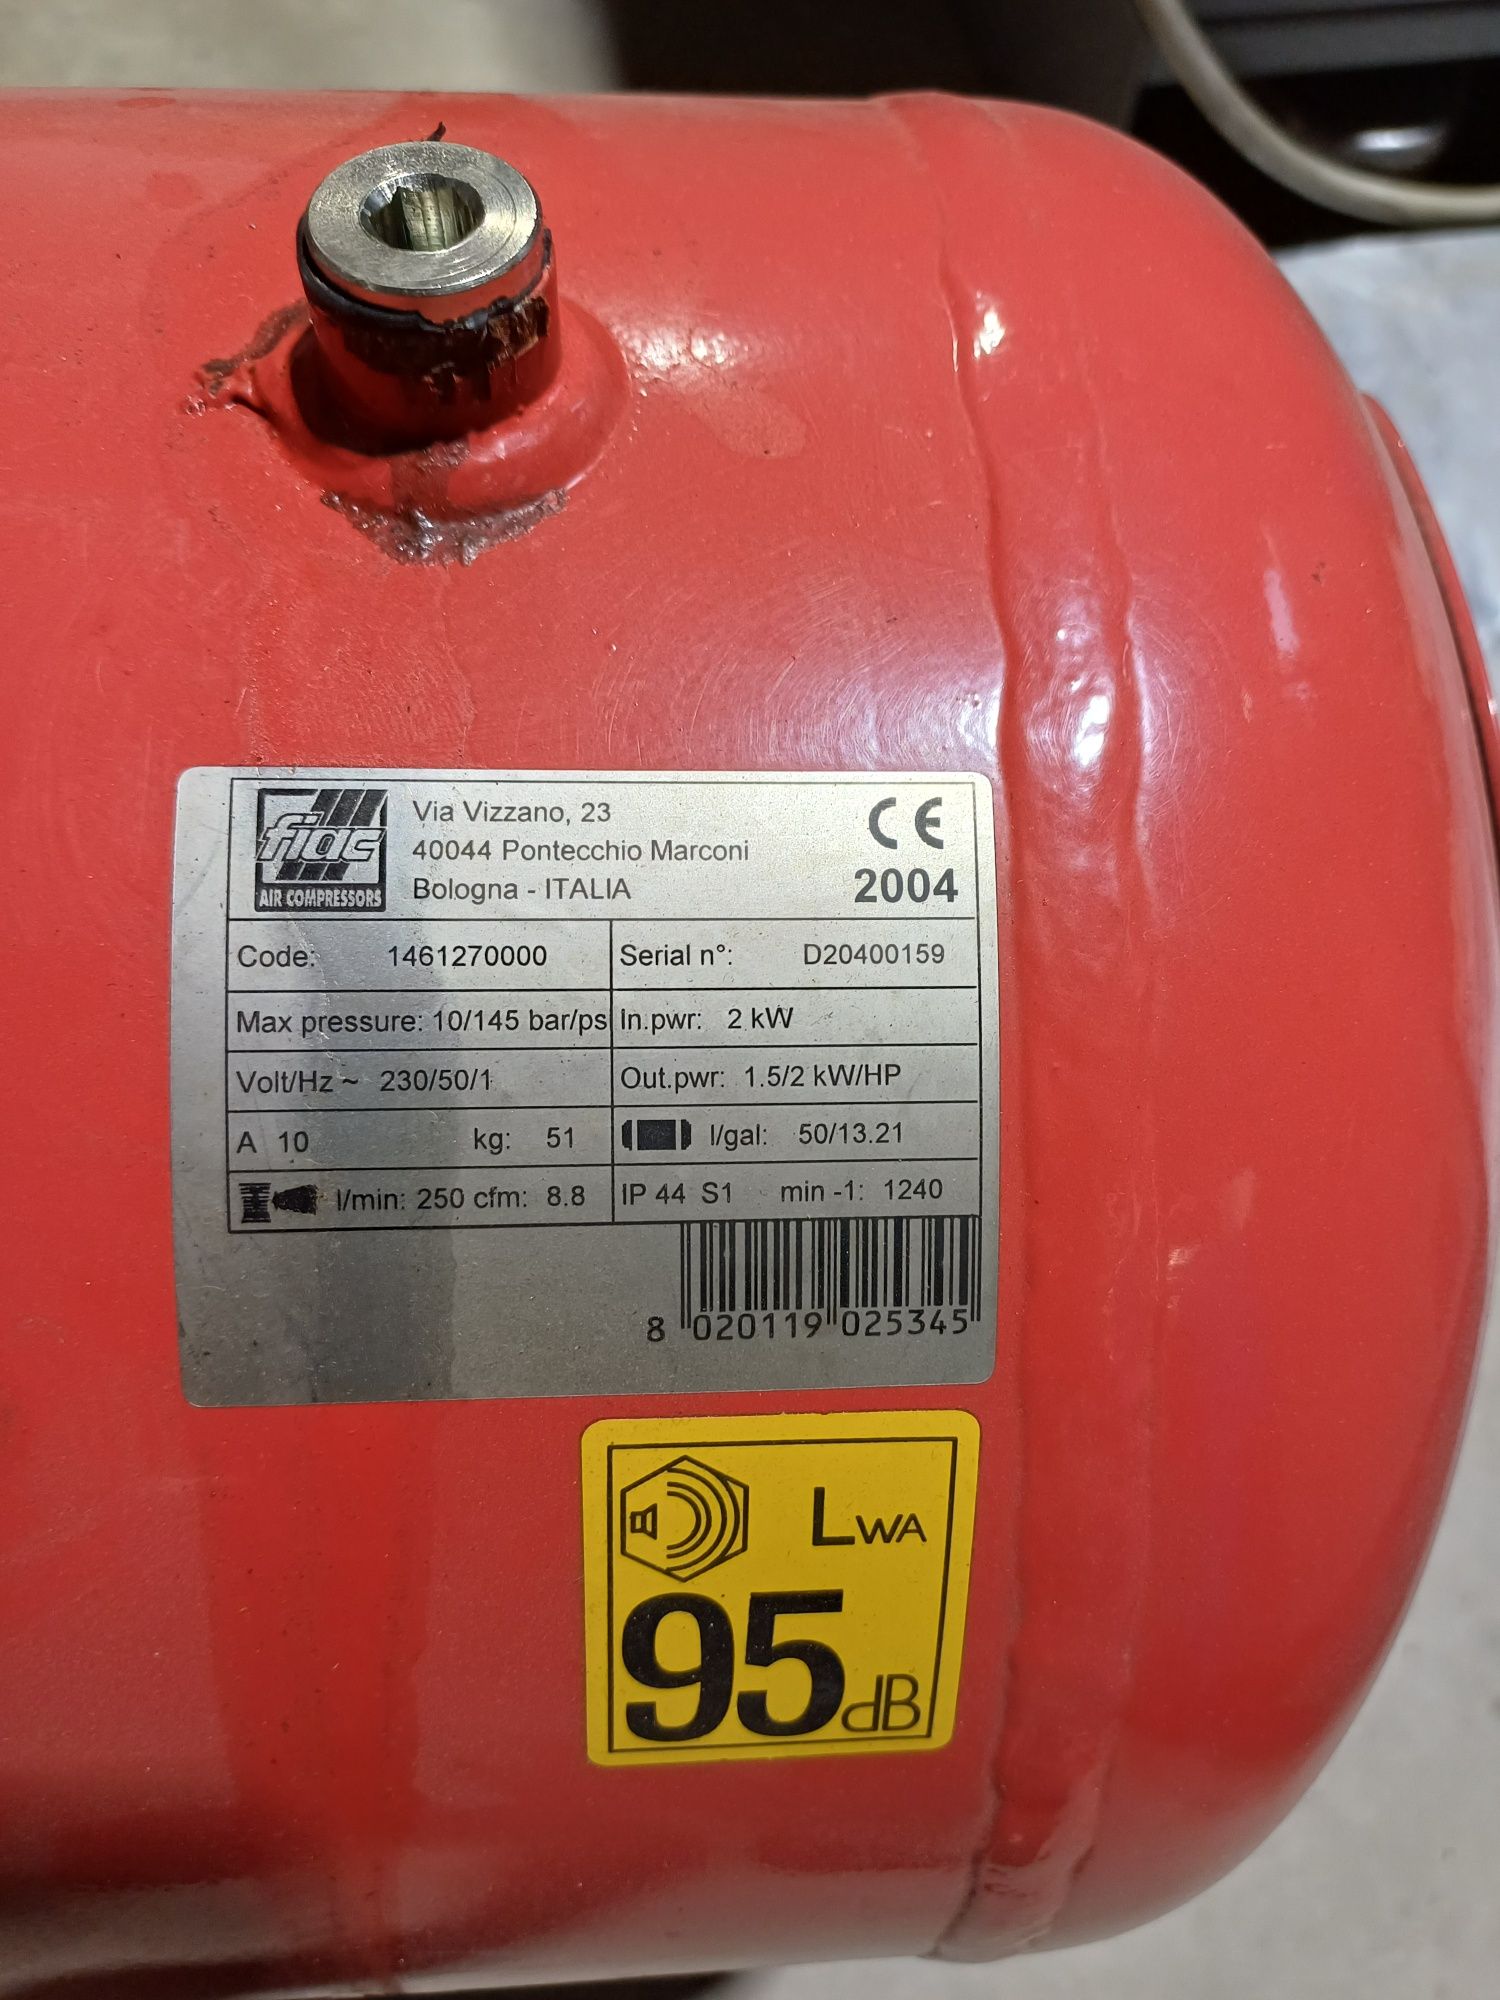 fiac
AIR COMPRESSORS
Via Vizzano, 23
40044 Pontecchio Marconi
Bologna - ITALIA
CE
2004
Code: 1461270000 Serial n°: D20400159
Max pressure: 10/145 bar/ps In.pwr: 2 kW
Volt/Hz ~ 230/50/1 Out.pwr: 1.5/2 kW/HP
A 10 kg: 51 l/gal: 50/13.21
l/min: 250 cfm: 8.8 IP 44 S1 min -1: 1240
8 020119 025345
LWA
95 dB